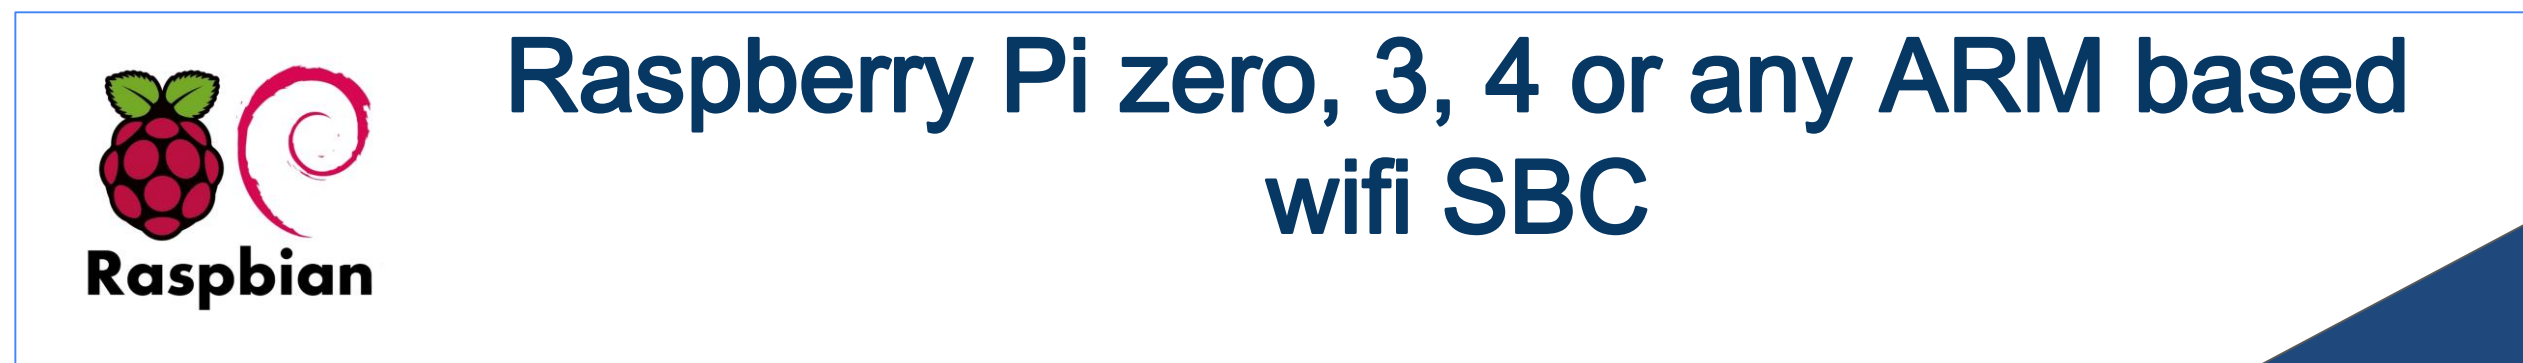 Raspberry Pi zero, 3, 4 or any ARM based
wifi SBC
Raspbian